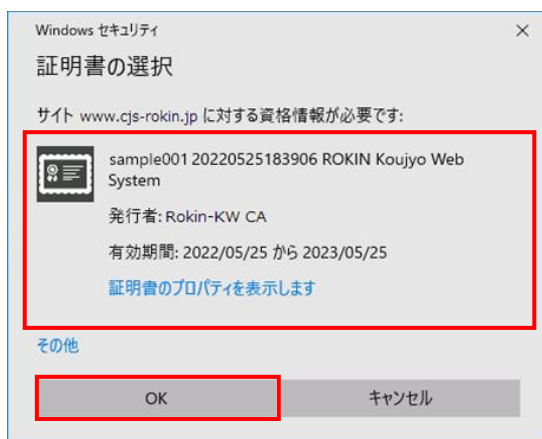 Windows セキュリティ
証明書の選択
サイト www.cjs-rokin.jp に対する資格情報が必要です:
sample001 20220525183906 ROKIN Koujyo Web
System
発行者: Rokin-KW CA
有効期間: 2022/05/25 から 2023/05/25
証明書のプロパティを表示します
その他
OK
キャンセル